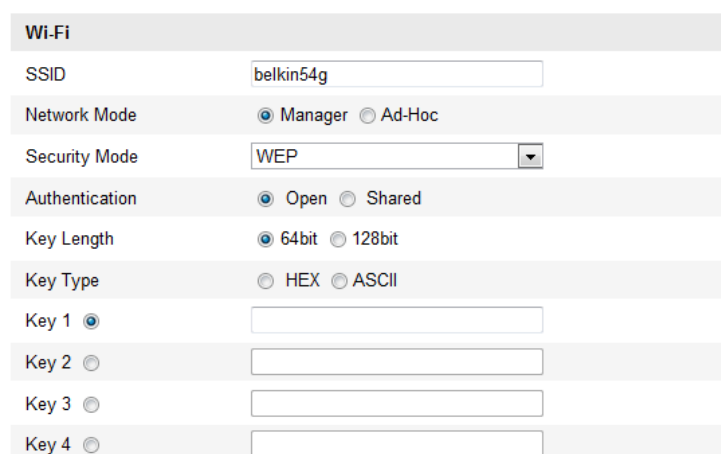 Wi-Fi
SSID belkin54g
Network Mode Manager Ad-Hoc
Security Mode WEP
Authentication Open Shared
Key Length 64bit 128bit
Key Type HEX ASCII
Key 1
Key 2
Key 3
Key 4